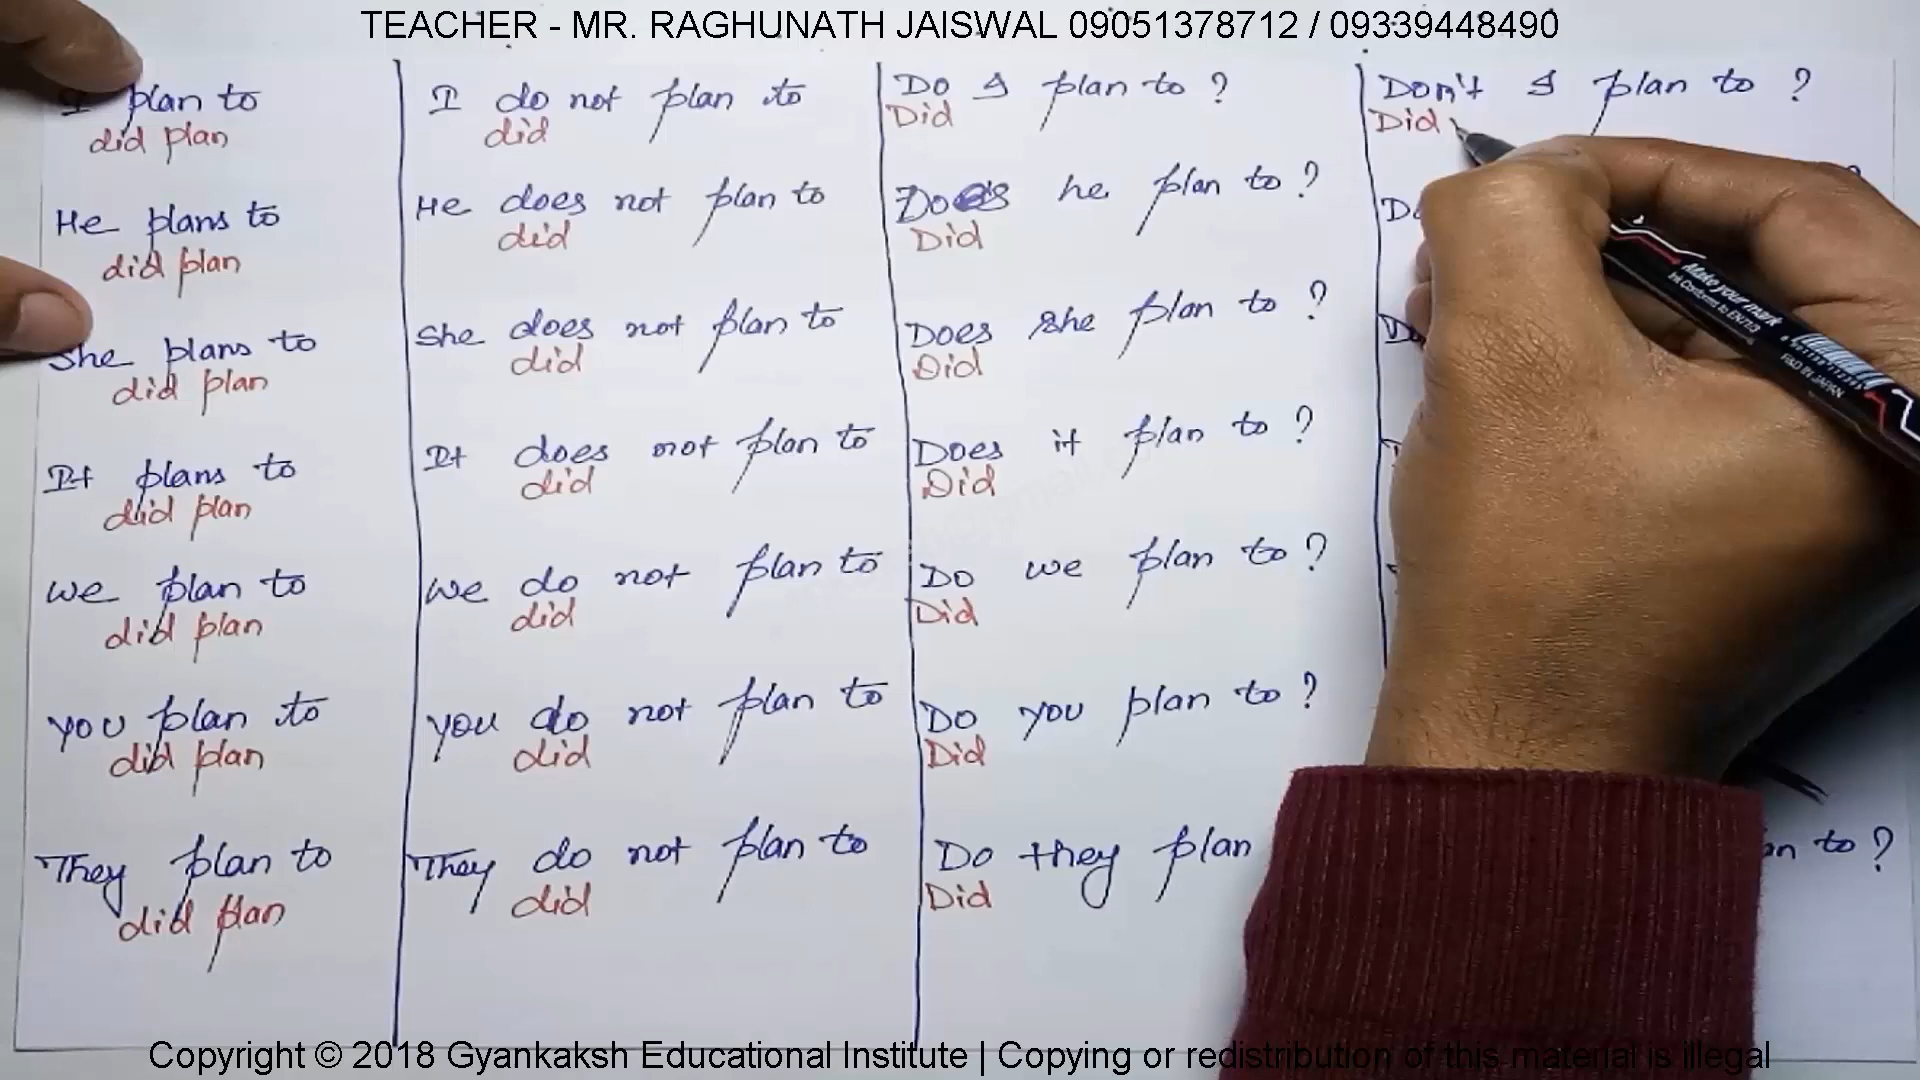 TEACHER - MR. RAGHUNATH JAISWAL 09051378712 / 09339448490
I plan to
did plan
He plans to
did plan
She plans to
did plan
It plans to
did plan
We plan to
did plan
You plan to
did plan
They plan to
did plan
I do not plan to
did
He does not plan to
did
She does not plan to
did
It does not plan to
did
We do not plan to
did
You do not plan to
did
They do not plan to
did
Do I plan to ?
Did
Does he plan to ?
Did
Does she plan to ?
Did
Does it plan to ?
Did
Do we plan to ?
Did
Do you plan to ?
Did
Do they plan
Did
Don't I plan to ?
Did
to ?
Make your mark
Copyright © 2018 Gyankaksh Educational Institute | Copying or redistribution of this material is illegal